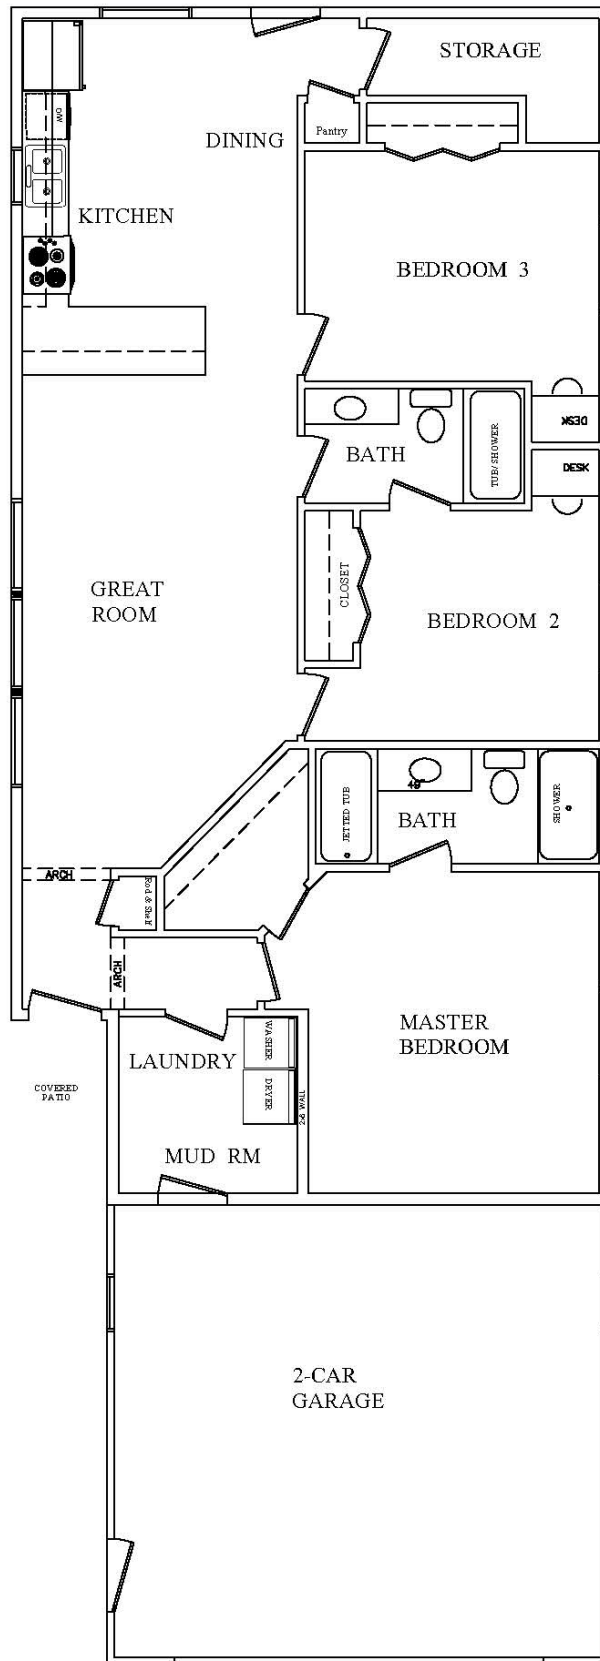 STORAGE
D/W
Pantry
DINING
KITCHEN
BEDROOM 3
DESK
BATH
TUB/SHOWER
DESK
CLOSET
GREAT
ROOM
BEDROOM 2
JETTED TUB
49"
BATH
SHOWER
ARCH
Rod & Shelf
ARCH
MASTER
BEDROOM
LAUNDRY
WASHER
DRYER
COVERED
PATIO
2x6 WALL
MUD RM
2-CAR
GARAGE